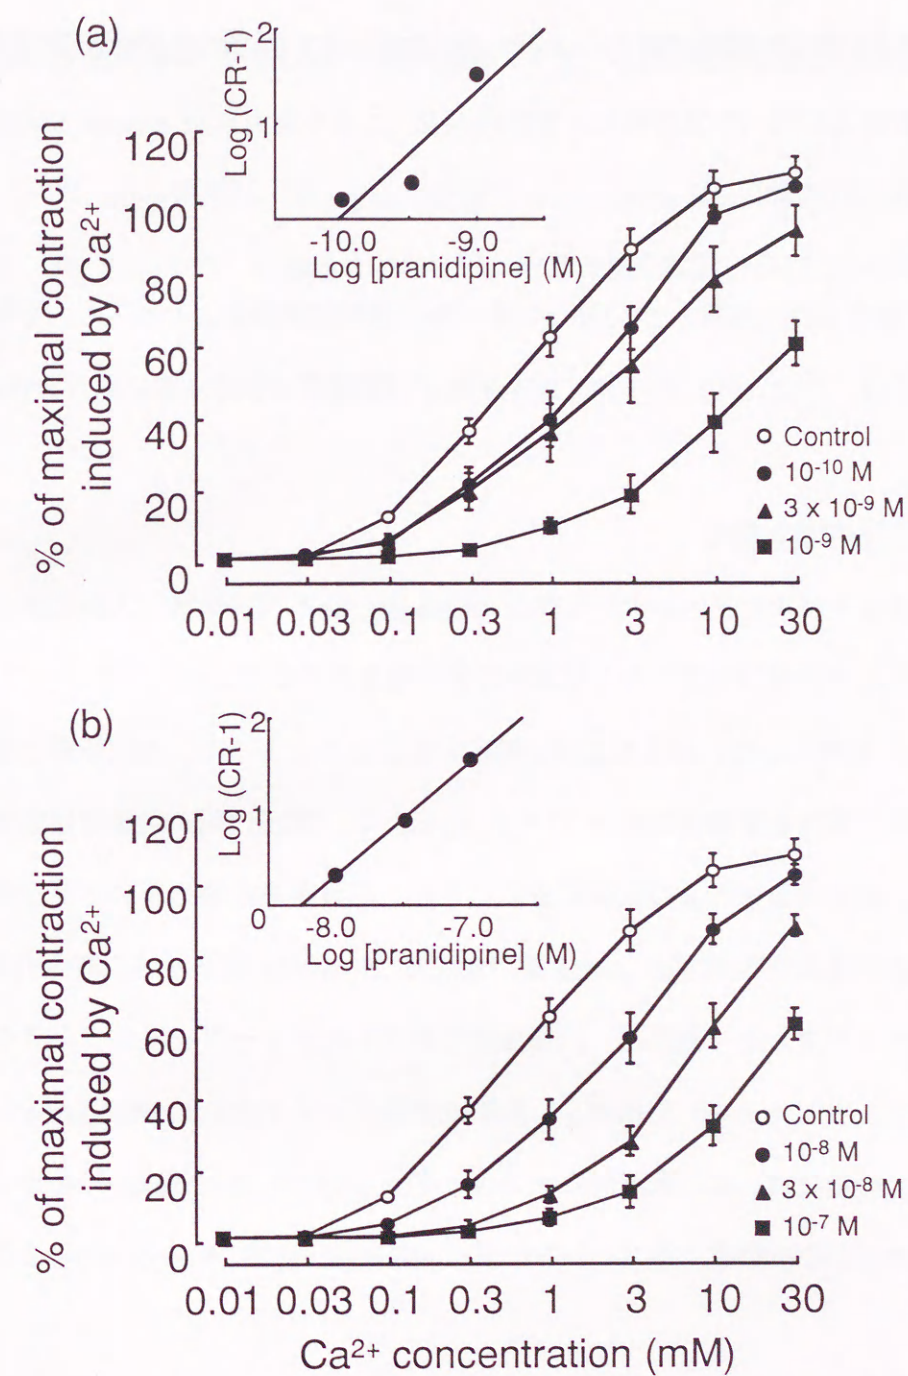 (a)
2
1
Log (CR-1)
-10.0 -9.0
Log [pranidipine] (M)
% of maximal contraction
induced by Ca²⁺
120
100
80
60
40
20
0
Control
10⁻¹⁰ M
3 x 10⁻⁹ M
10⁻⁹ M
0.01 0.03 0.1 0.3 1 3 10 30
(b)
2
1
0
Log (CR-1)
-8.0 -7.0
Log [pranidipine] (M)
% of maximal contraction
induced by Ca²⁺
120
100
80
60
40
20
0
Control
10⁻⁸ M
3 x 10⁻⁸ M
10⁻⁷ M
0.01 0.03 0.1 0.3 1 3 10 30
Ca²⁺ concentration (mM)